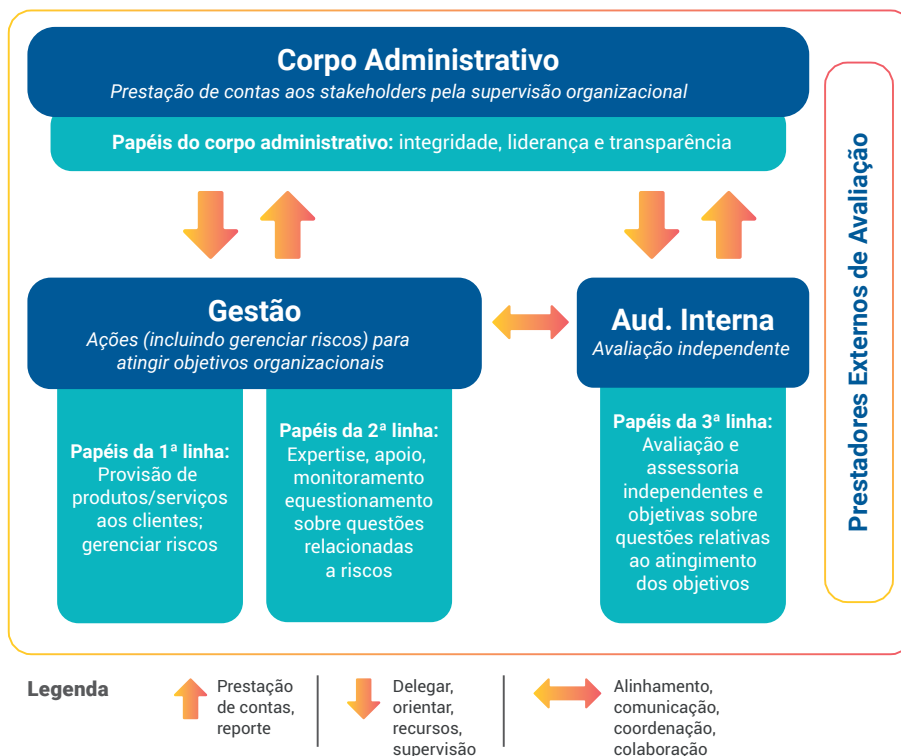 Corpo Administrativo
Prestação de contas aos stakeholders pela supervisão organizacional
Papéis do corpo administrativo: integridade, liderança e transparência
Gestão
Ações (incluindo gerenciar riscos) para
atingir objetivos organizacionais
Papéis da 1ª linha:
Provisão de
produtos/serviços
aos clientes;
gerenciar riscos
Papéis da 2ª linha:
Expertise, apoio,
monitoramento
equestionamento
sobre questões
relacionadas
a riscos
Aud. Interna
Avaliação independente
Papéis da 3ª linha:
Avaliação e
assessoria
independentes e
objetivas sobre
questões relativas
ao atingimento
dos objetivos
Prestadores Externos de Avaliação
Legenda
Prestação
de contas,
reporte
Delegar,
orientar,
recursos,
supervisão
Alinhamento,
comunicação,
coordenação,
colaboração